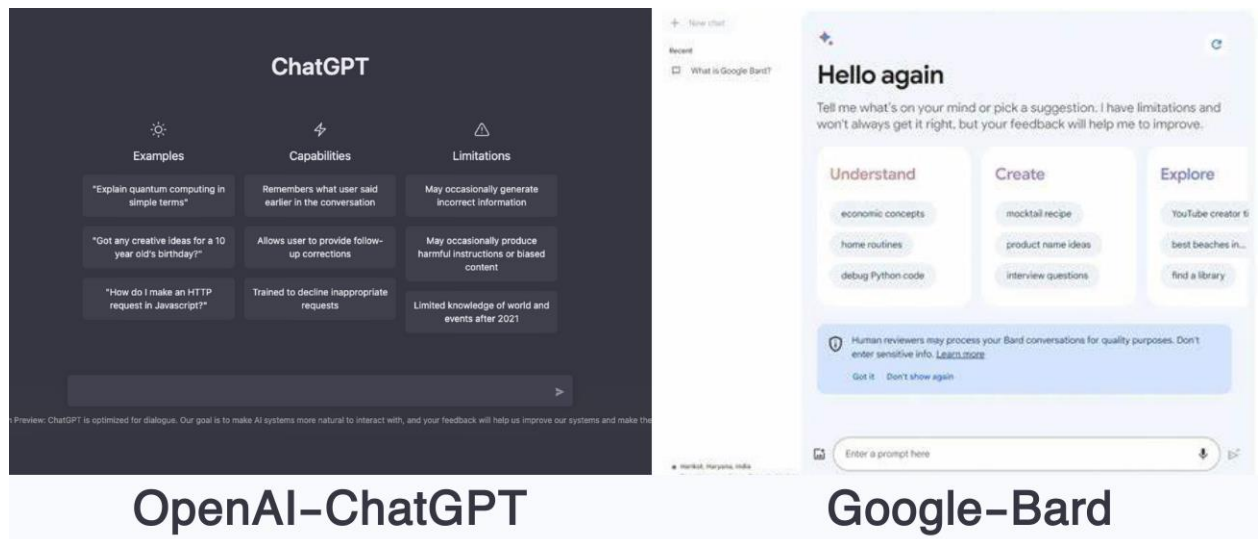 ChatGPT
Examples
Capabilities
Limitations
"Explain quantum computing in
simple terms"
Remembers what user said
earlier in the conversation
May occasionally generate
incorrect information
"Got any creative ideas for a 10
year old's birthday?"
Allows user to provide follow-
up corrections
May occasionally produce
harmful instructions or biased
content
"How do I make an HTTP
request in Javascript?"
Trained to decline inappropriate
requests
Limited knowledge of world and
events after 2021
Preview: ChatGPT is optimized for dialogue. Our goal is to make AI systems more natural to interact with, and your feedback will help us improve our systems and make the
OpenAI-ChatGPT
+ New chat
Recent
What is Google Bard?
Hello again
Tell me what's on your mind or pick a suggestion. I have limitations and
won't always get it right, but your feedback will help me to improve.
Understand
economic concepts
home routines
debug Python code
Create
mocktail recipe
product name ideas
interview questions
Explore
YouTube creator
best beaches in...
find a library
Human reviewers may process your Bard conversations for quality purposes. Don't
enter sensitive info. Learn more
Got it Don't show again
Enter a prompt here
Haryana, India
Google-Bard